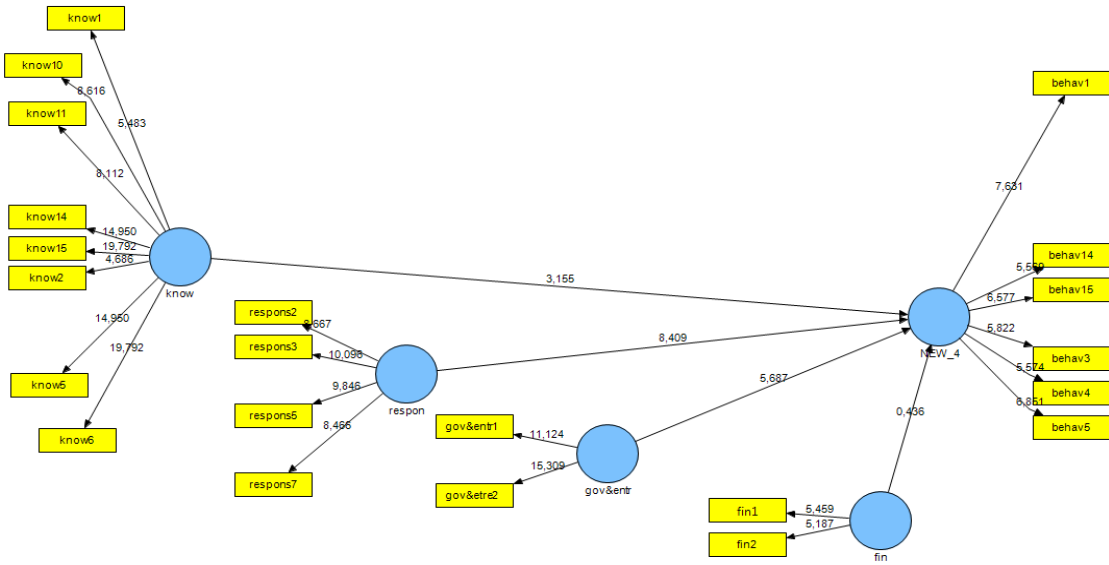 know1
know10
8,616
know11
5,483
behav1
8,112
7,631
know14
14,950
know15
19,792
know2
4,686
know
3,155
behav14
behav15
6,577
respons2
respons3
10,098
8,409
5,822
behav3
NEW_4
5,574
behav4
behav5
14,950
know5
19,792
know6
9,846
respons5
respon
8,466
respons7
5,687
0,436
gov&entr1
11,124
15,309
gov&etre2
gov&entr
fin1
5,459
5,187
fin2
fin